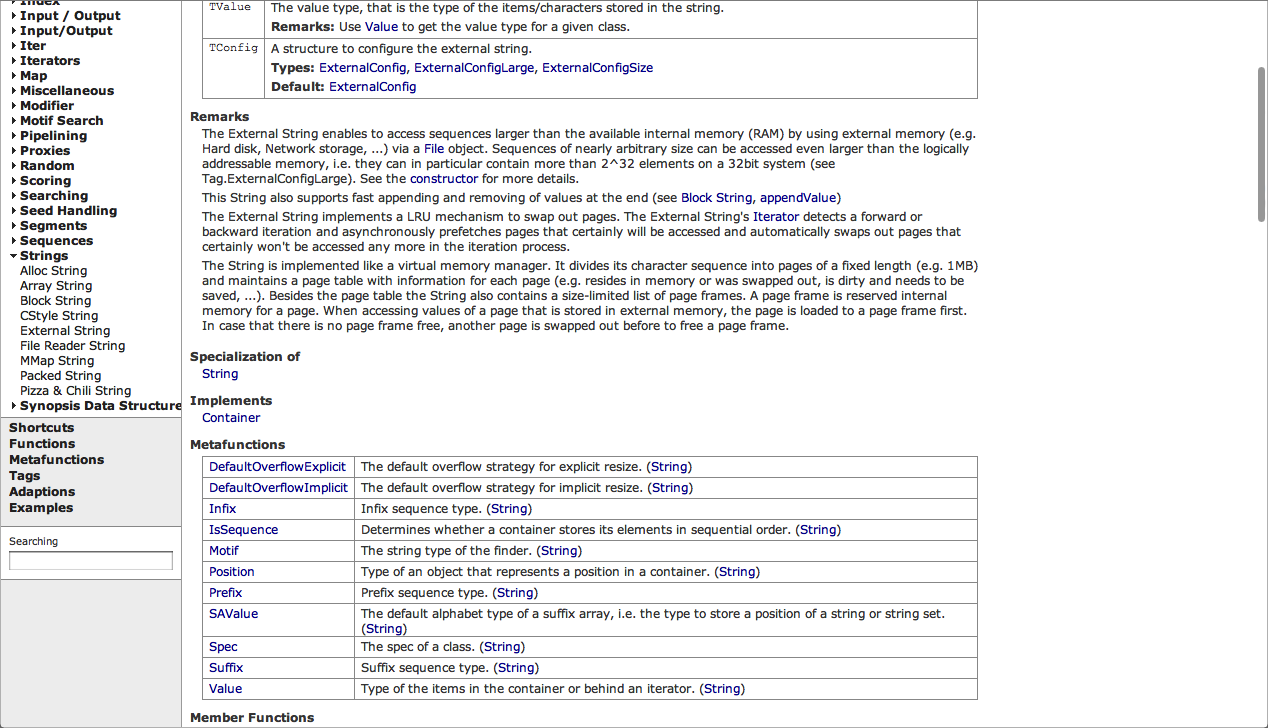 Index
Input / Output
Input/Output
Iter
Iterators
Map
Miscellaneous
Modifier
Motif Search
Pipelining
Proxies
Random
Scoring
Searching
Seed Handling
Segments
Sequences
Strings
Alloc String
Array String
Block String
CStyle String
External String
File Reader String
MMap String
Packed String
Pizza & Chili String
Synopsis Data Structure
Shortcuts
Functions
Metafunctions
Tags
Adaptions
Examples
Searching
TValue The value type, that is the type of the items/characters stored in the string.
Remarks: Use Value to get the value type for a given class.
TConfig A structure to configure the external string.
Types: ExternalConfig, ExternalConfigLarge, ExternalConfigSize
Default: ExternalConfig
Remarks
The External String enables to access sequences larger than the available internal memory (RAM) by using external memory (e.g.
Hard disk, Network storage, ...) via a File object. Sequences of nearly arbitrary size can be accessed even larger than the logically
addressable memory, i.e. they can in particular contain more than 2^32 elements on a 32bit system (see
Tag.ExternalConfigLarge). See the constructor for more details.
This String also supports fast appending and removing of values at the end (see Block String, appendValue)
The External String implements a LRU mechanism to swap out pages. The External String's Iterator detects a forward or
backward iteration and asynchronously prefetches pages that certainly will be accessed and automatically swaps out pages that
certainly won't be accessed any more in the iteration process.
The String is implemented like a virtual memory manager. It divides its character sequence into pages of a fixed length (e.g. 1MB)
and maintains a page table with information for each page (e.g. resides in memory or was swapped out, is dirty and needs to be
saved, ...). Besides the page table the String also contains a size-limited list of page frames. A page frame is reserved internal
memory for a page. When accessing values of a page that is stored in external memory, the page is loaded to a page frame first.
In case that there is no page frame free, another page is swapped out before to free a page frame.
Specialization of
String
Implements
Container
Metafunctions
DefaultOverflowExplicit The default overflow strategy for explicit resize. (String)
DefaultOverflowImplicit The default overflow strategy for implicit resize. (String)
Infix Infix sequence type. (String)
IsSequence Determines whether a container stores its elements in sequential order. (String)
Motif The string type of the finder. (String)
Position Type of an object that represents a position in a container. (String)
Prefix Prefix sequence type. (String)
SAValue The default alphabet type of a suffix array, i.e. the type to store a position of a string or string set.
(String)
Spec The spec of a class. (String)
Suffix Suffix sequence type. (String)
Value Type of the items in the container or behind an iterator. (String)
Member Functions